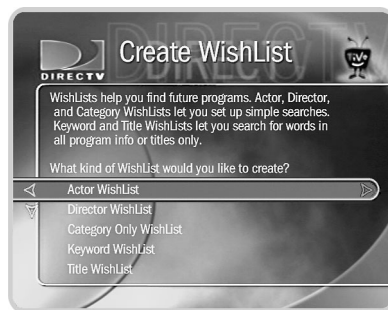 Create WishList
DIRECTV
TiVo
WishLists help you find future programs. Actor, Director,
and Category WishLists let you set up simple searches.
Keyword and Title WishLists let you search for words in
all program info or titles only.
What kind of WishList would you like to create?
Actor WishList
Director WishList
Category Only WishList
Keyword WishList
Title WishList